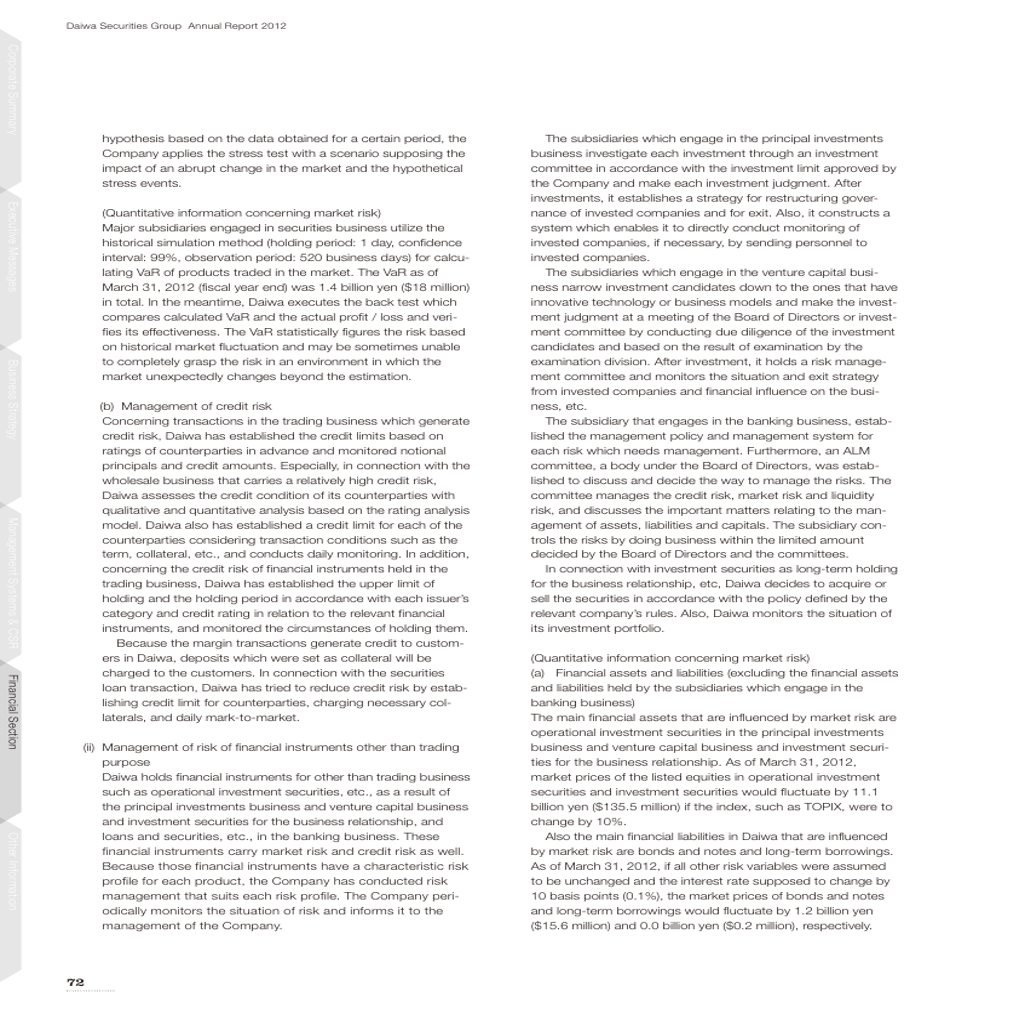 Daiwa Securities Group  Annual Report 2012
Corporate Summary
Executive Messages
Business Strategy
Management Systems & CSR
Financial Section
Other Information
hypothesis based on the data obtained for a certain period, the
Company applies the stress test with a scenario supposing the
impact of an abrupt change in the market and the hypothetical
stress events.
(Quantitative information concerning market risk)
Major subsidiaries engaged in securities business utilize the
historical simulation method (holding period: 1 day, confidence
interval: 99%, observation period: 520 business days) for calcu-
lating VaR of products traded in the market. The VaR as of
March 31, 2012 (fiscal year end) was 1.4 billion yen ($18 million)
in total. In the meantime, Daiwa executes the back test which
compares calculated VaR and the actual profit / loss and veri-
fies its effectiveness. The VaR statistically figures the risk based
on historical market fluctuation and may be sometimes unable
to completely grasp the risk in an environment in which the
market unexpectedly changes beyond the estimation.
(b)  Management of credit risk
Concerning transactions in the trading business which generate
credit risk, Daiwa has established the credit limits based on
ratings of counterparties in advance and monitored notional
principals and credit amounts. Especially, in connection with the
wholesale business that carries a relatively high credit risk,
Daiwa assesses the credit condition of its counterparties with
qualitative and quantitative analysis based on the rating analysis
model. Daiwa also has established a credit limit for each of the
counterparties considering transaction conditions such as the
term, collateral, etc., and conducts daily monitoring. In addition,
concerning the credit risk of financial instruments held in the
trading business, Daiwa has established the upper limit of
holding and the holding period in accordance with each issuer's
category and credit rating in relation to the relevant financial
instruments, and monitored the circumstances of holding them.
Because the margin transactions generate credit to custom-
ers in Daiwa, deposits which were set as collateral will be
charged to the customers. In connection with the securities
loan transaction, Daiwa has tried to reduce credit risk by estab-
lishing credit limit for counterparties, charging necessary col-
laterals, and daily mark-to-market.
(ii)  Management of risk of financial instruments other than trading
purpose
Daiwa holds financial instruments for other than trading business
such as operational investment securities, etc., as a result of
the principal investments business and venture capital business
and investment securities for the business relationship, and
loans and securities, etc., in the banking business. These
financial instruments carry market risk and credit risk as well.
Because those financial instruments have a characteristic risk
profile for each product, the Company has conducted risk
management that suits each risk profile. The Company peri-
odically monitors the situation of risk and informs it to the
management of the Company.
The subsidiaries which engage in the principal investments
business investigate each investment through an investment
committee in accordance with the investment limit approved by
the Company and make each investment judgment. After
investments, it establishes a strategy for restructuring gover-
nance of invested companies and for exit. Also, it constructs a
system which enables it to directly conduct monitoring of
invested companies, if necessary, by sending personnel to
invested companies.
The subsidiaries which engage in the venture capital busi-
ness narrow investment candidates down to the ones that have
innovative technology or business models and make the invest-
ment judgment at a meeting of the Board of Directors or invest-
ment committee by conducting due diligence of the investment
candidates and based on the result of examination by the
examination division. After investment, it holds a risk manage-
ment committee and monitors the situation and exit strategy
from invested companies and financial influence on the busi-
ness, etc.
The subsidiary that engages in the banking business, estab-
lished the management policy and management system for
each risk which needs management. Furthermore, an ALM
committee, a body under the Board of Directors, was estab-
lished to discuss and decide the way to manage the risks. The
committee manages the credit risk, market risk and liquidity
risk, and discusses the important matters relating to the man-
agement of assets, liabilities and capitals. The subsidiary con-
trols the risks by doing business within the limited amount
decided by the Board of Directors and the committees.
In connection with investment securities as long-term holding
for the business relationship, etc, Daiwa decides to acquire or
sell the securities in accordance with the policy defined by the
relevant company's rules. Also, Daiwa monitors the situation of
its investment portfolio.
(Quantitative information concerning market risk)
(a)   Financial assets and liabilities (excluding the financial assets
and liabilities held by the subsidiaries which engage in the
banking business)
The main financial assets that are influenced by market risk are
operational investment securities in the principal investments
business and venture capital business and investment securi-
ties for the business relationship. As of March 31, 2012,
market prices of the listed equities in operational investment
securities and investment securities would fluctuate by 11.1
billion yen ($135.5 million) if the index, such as TOPIX, were to
change by 10%.
Also the main financial liabilities in Daiwa that are influenced
by market risk are bonds and notes and long-term borrowings.
As of March 31, 2012, if all other risk variables were assumed
to be unchanged and the interest rate supposed to change by
10 basis points (0.1%), the market prices of bonds and notes
and long-term borrowings would fluctuate by 1.2 billion yen
($15.6 million) and 0.0 billion yen ($0.2 million), respectively.
72